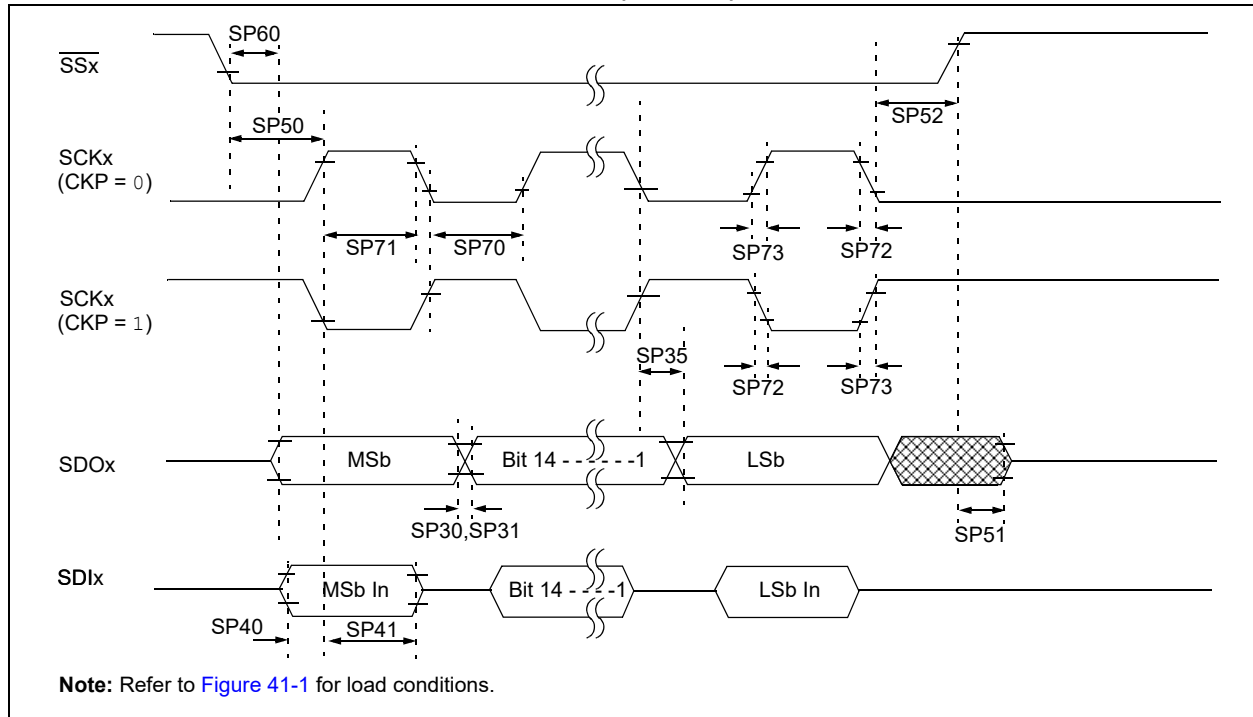 SP60
SSx
SP50
SP52
SCKx
(CKP = 0)
SP71
SP70
SP73
SP72
SCKx
(CKP = 1)
SP35
SP72
SP73
SDOx
MSb
Bit 14 - - - - - -1
LSb
SP30,SP31
SP51
SDIx
MSb In
Bit 14 - - - -1
LSb In
SP40
SP41
Note: Refer to Figure 41-1 for load conditions.